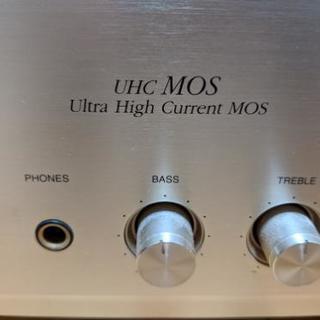 UHC MOS
Ultra High Current MOS
PHONES BASS TREBLE